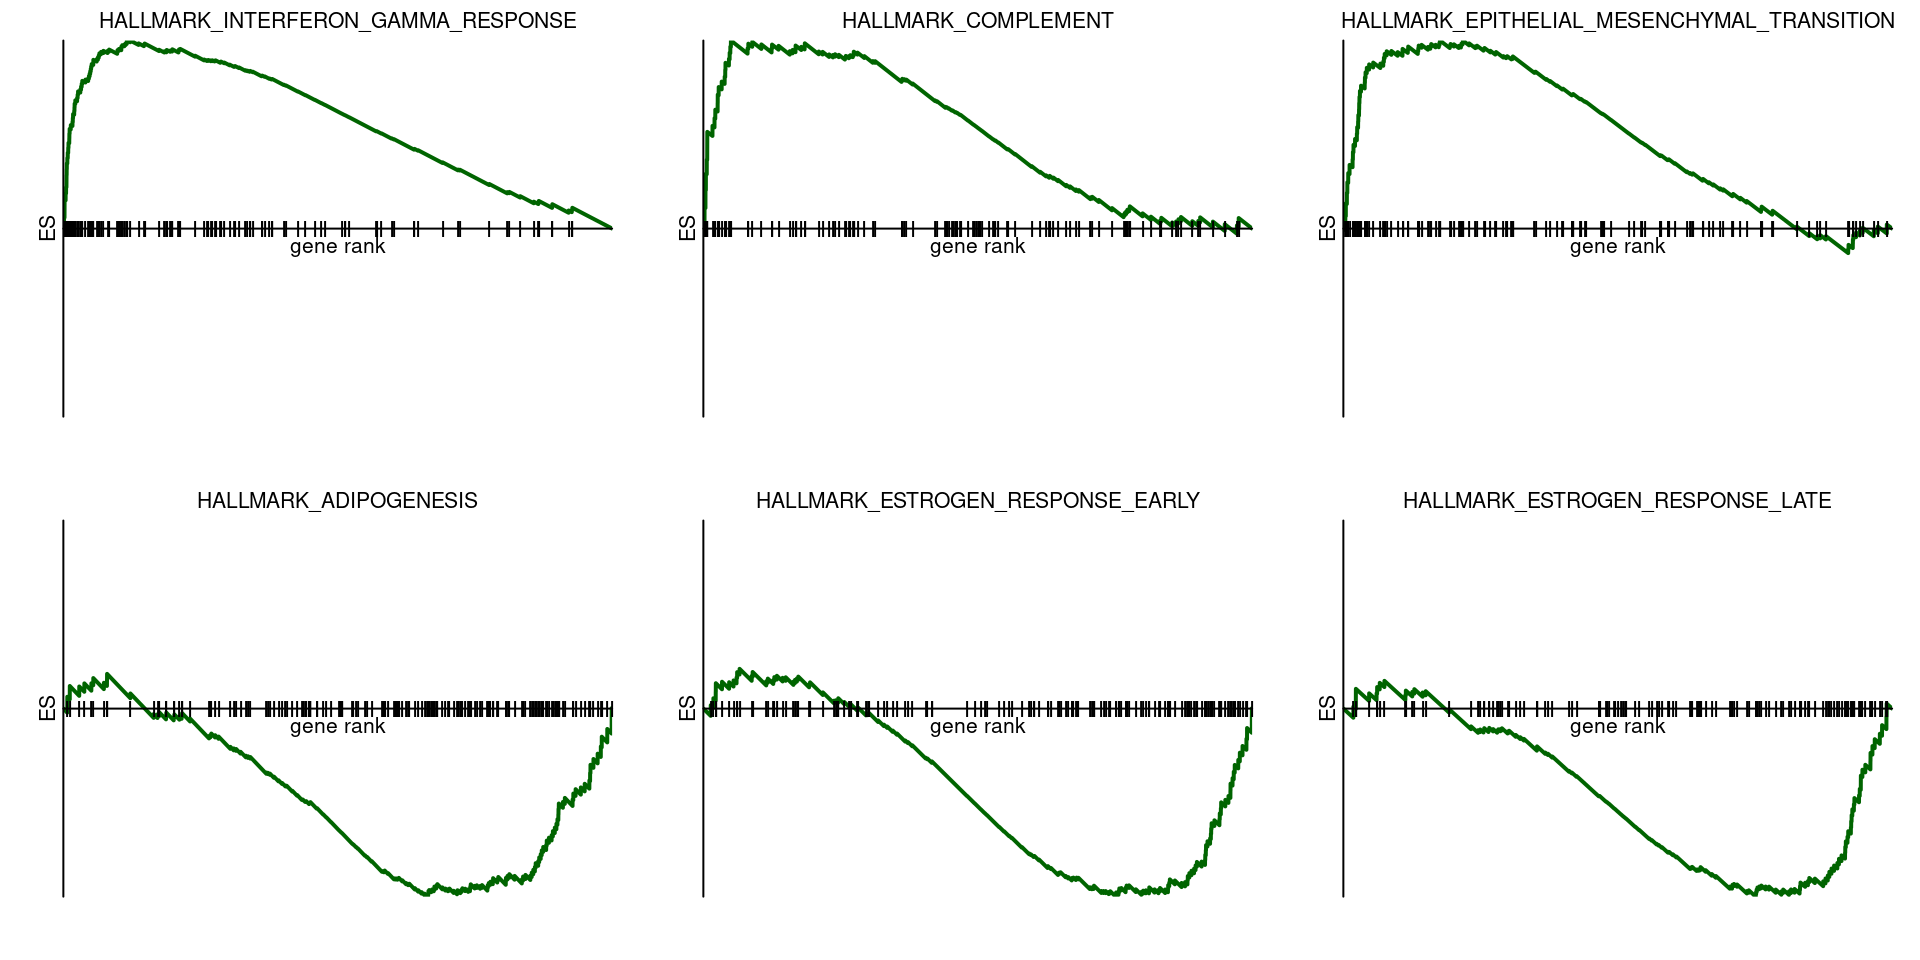 HALLMARK_INTERFERON_GAMMA_RESPONSE
ES
gene rank
HALLMARK_COMPLEMENT
ES
gene rank
HALLMARK_EPITHELIAL_MESENCHYMAL_TRANSITION
ES
gene rank
HALLMARK_ADIPOGENESIS
ES
gene rank
HALLMARK_ESTROGEN_RESPONSE_EARLY
ES
gene rank
HALLMARK_ESTROGEN_RESPONSE_LATE
ES
gene rank